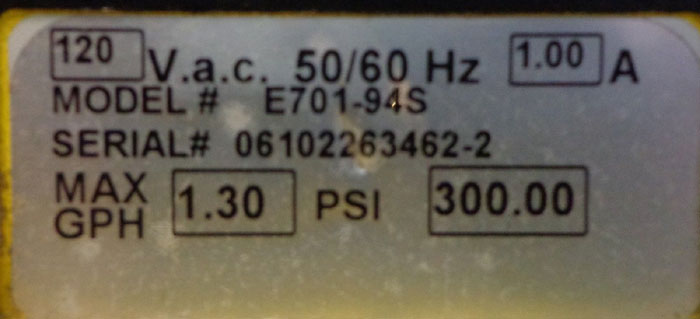 120 V.a.c. 50/60 Hz 1.00 A
MODEL # E701-94S
SERIAL# 06102263462-2
MAX GPH 1.30 PSI 300.00